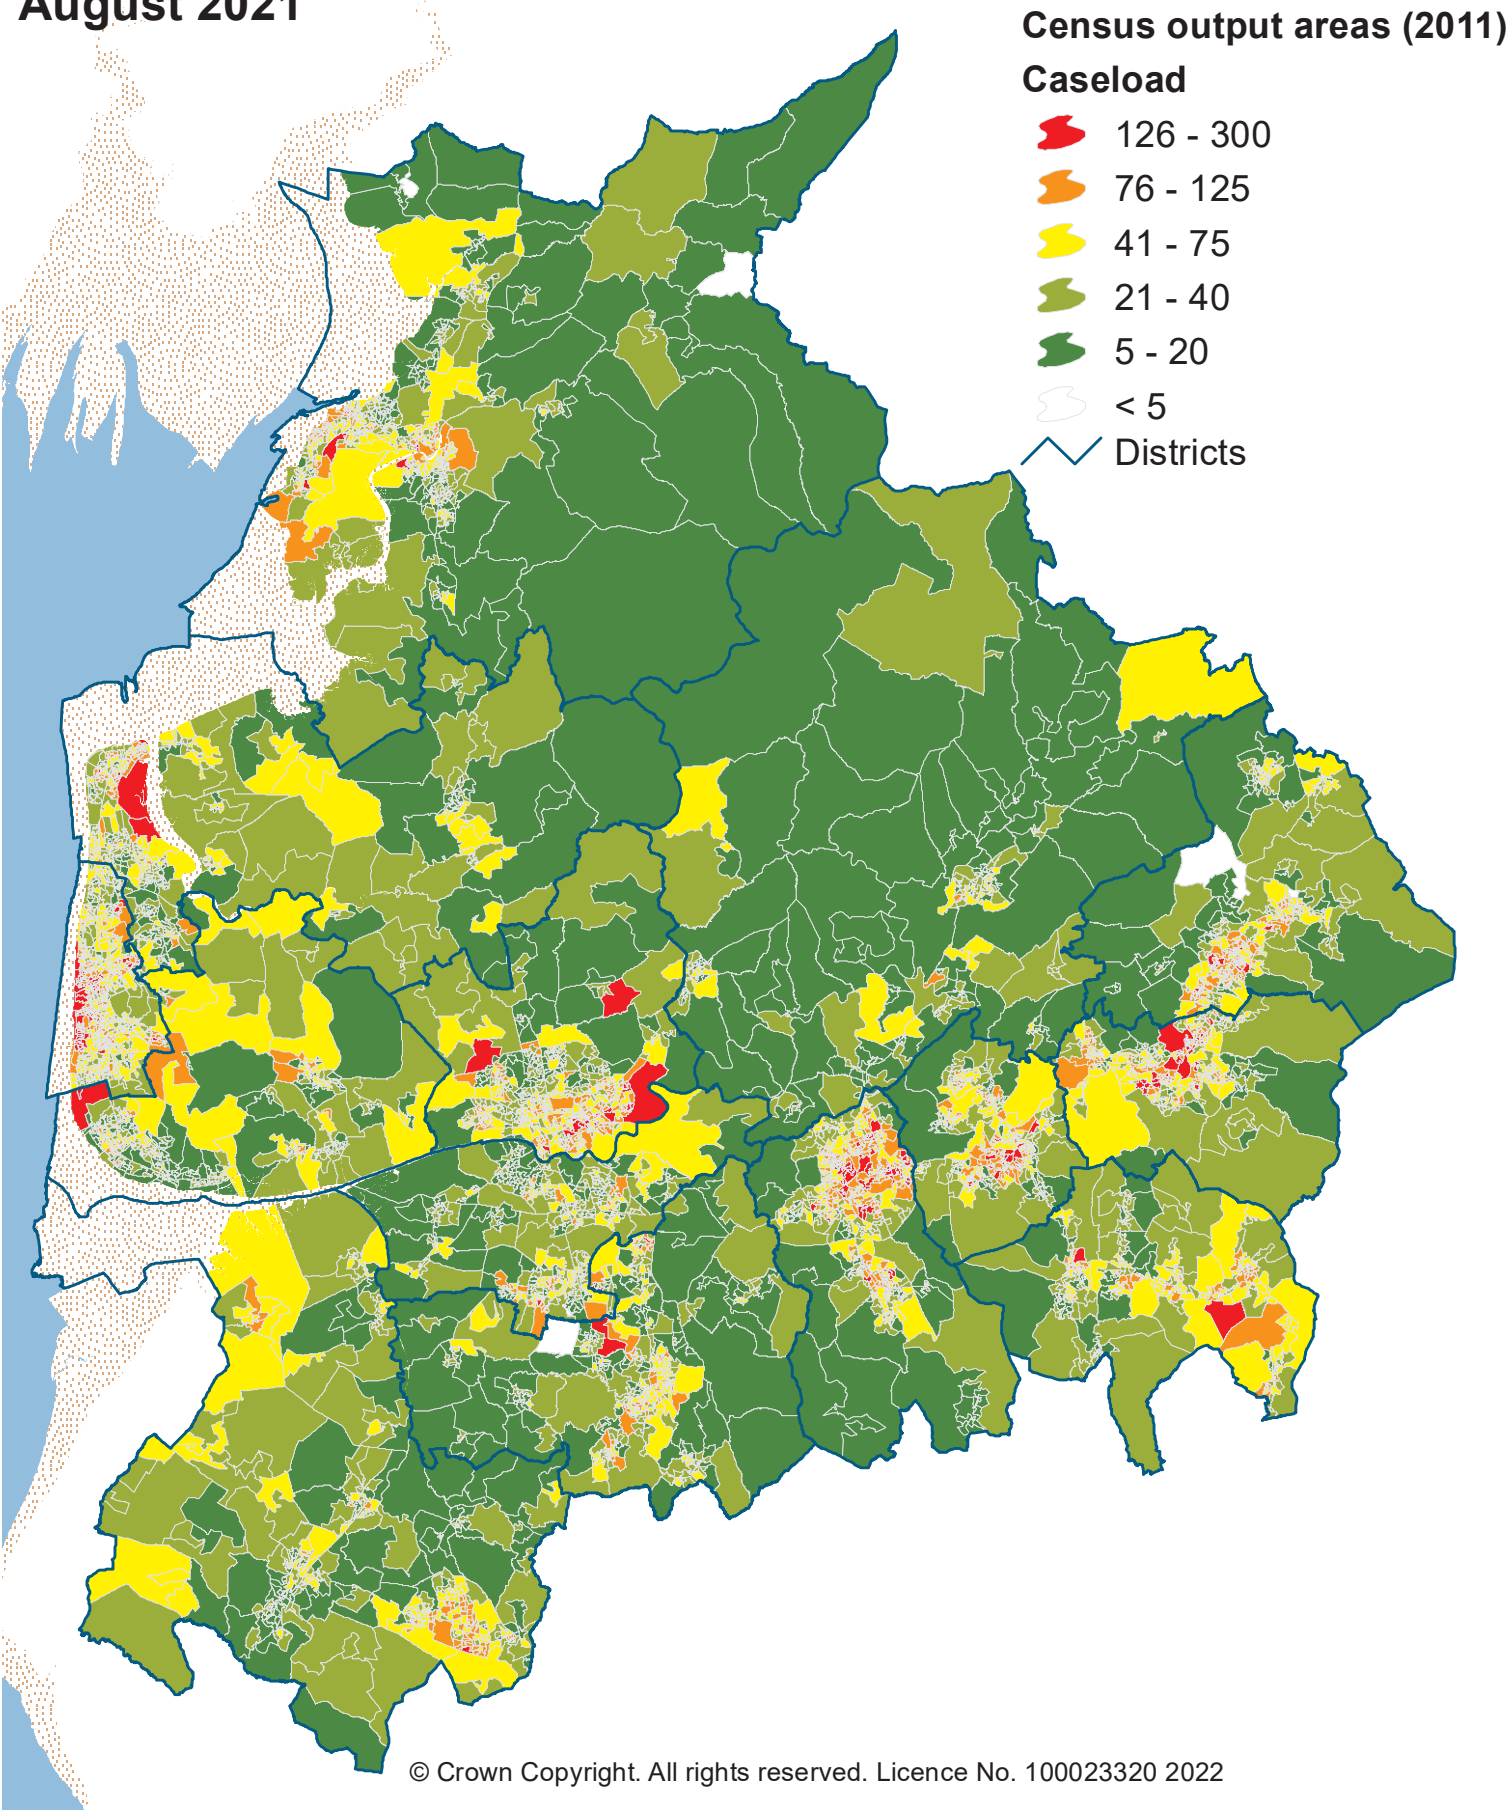 August 2021
Census output areas (2011)
Caseload
126 - 300
76 - 125
41 - 75
21 - 40
5 - 20
< 5
Districts
© Crown Copyright. All rights reserved. Licence No. 100023320 2022